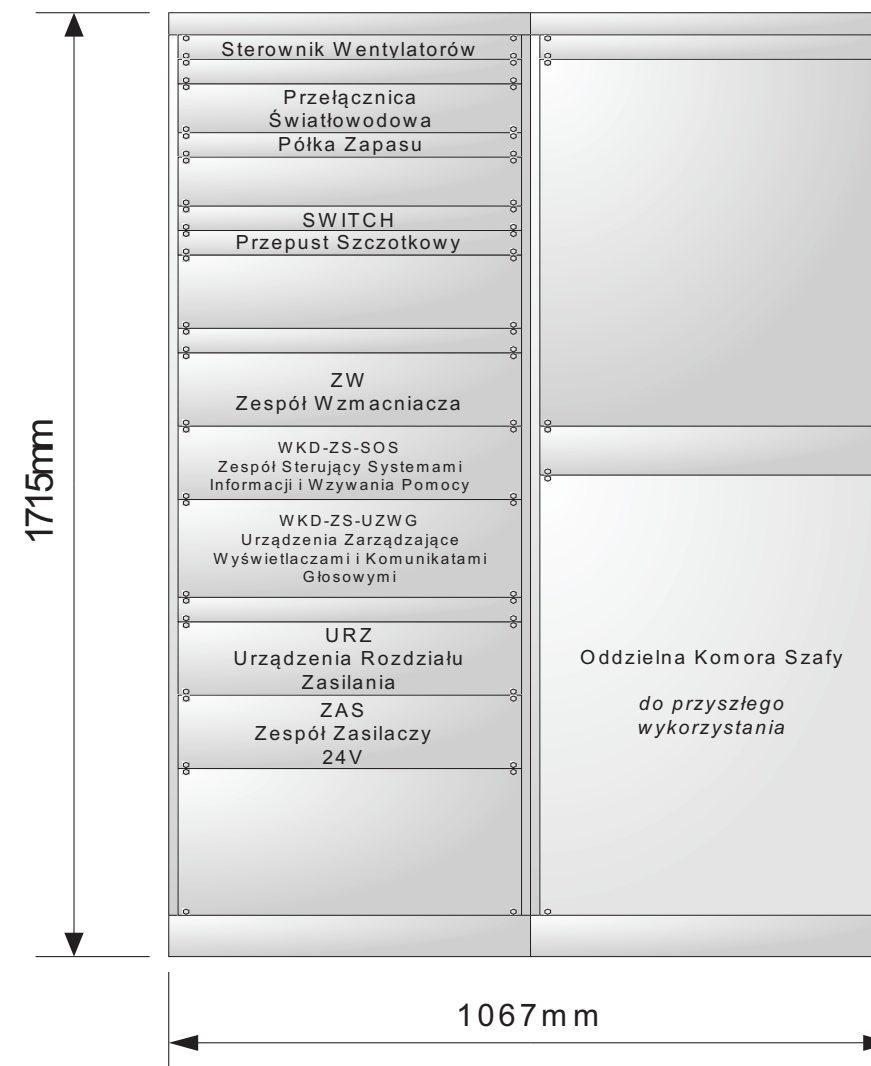 Sterownik Wentylatorów
Przełącznica
Światłowodowa
Półka Zapasu
SWITCH
Przepust Szczotkowy
ZW
Zespół Wzmacniacza
WKD-ZS-SOS
Zespół Sterujący Systemami
Informacji i Wzywania Pomocy
WKD-ZS-UZWG
Urządzenia Zarządzające
Wyświetlaczami i Komunikatami
Głosowymi
URZ
Urządzenia Rozdziału
Zasilania
ZAS
Zespół Zasilaczy
24V
Oddzielna Komora Szafy
do przyszłego
wykorzystania
1715mm
1067mm